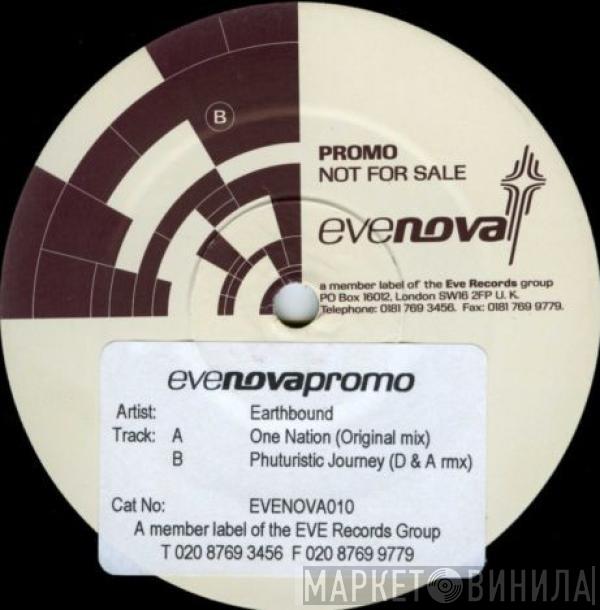 B
PROMO
NOT FOR SALE
evenova
a member label of the Eve Records group
PO Box 16012, London SW16 2FP U. K.
Telephone: 0181 769 3456. Fax: 0181 769 9779.
evenovapromo
Artist: Earthbound
Track: A One Nation (Original mix)
B Phuturistic Journey (D & A rmx)
Cat No: EVENOVA010
A member label of the EVE Records Group
T 020 8769 3456 F 020 8769 9779
МАРКЕТ ВИНИЛА